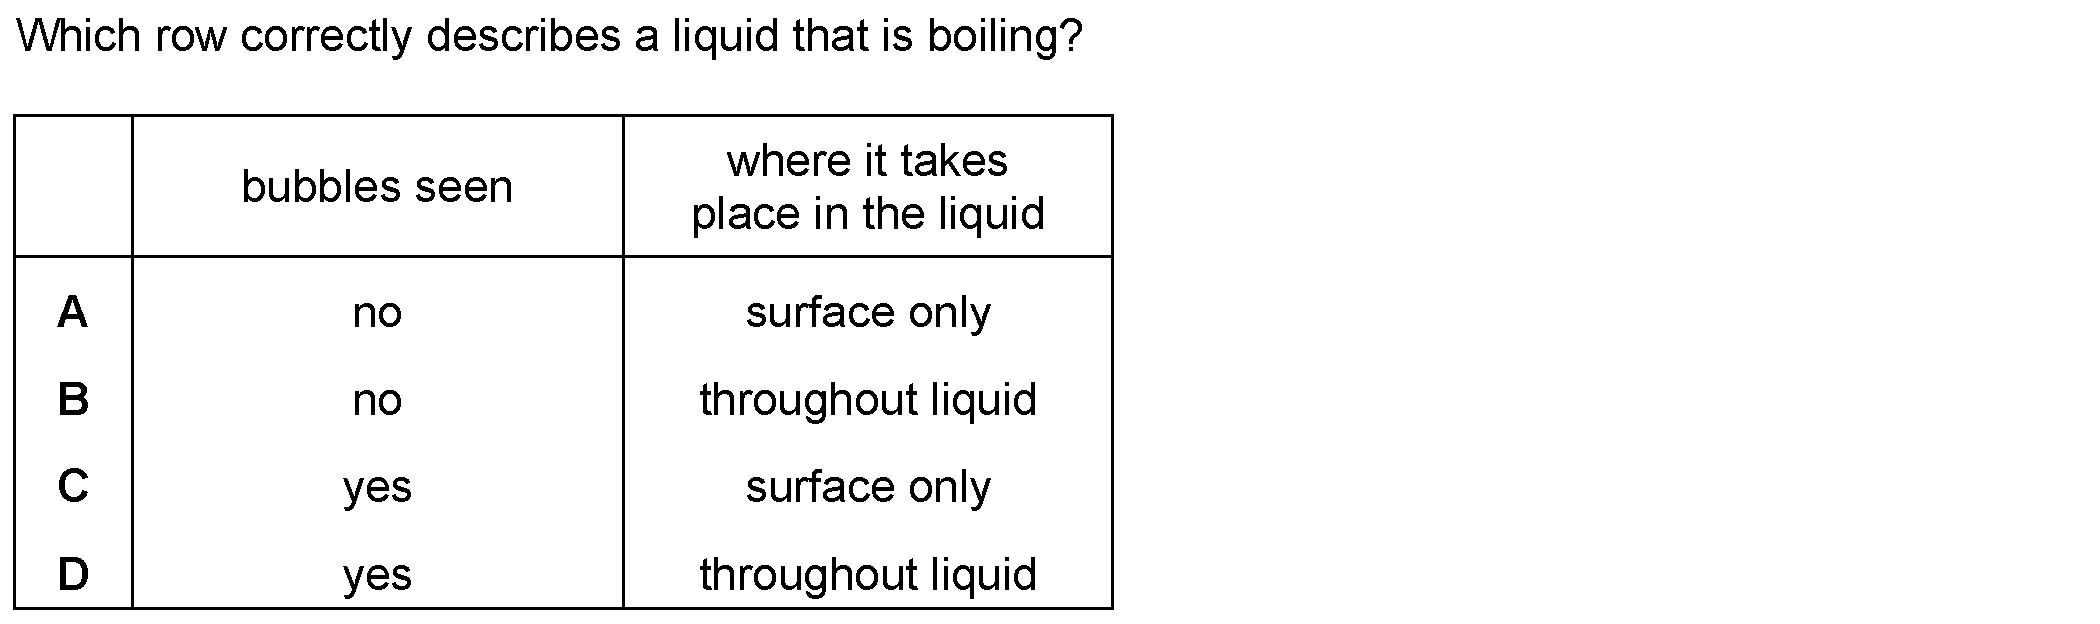 Which row correctly describes a liquid that is boiling?
bubbles seen
where it takes
place in the liquid
A no surface only
B no throughout liquid
C yes surface only
D yes throughout liquid